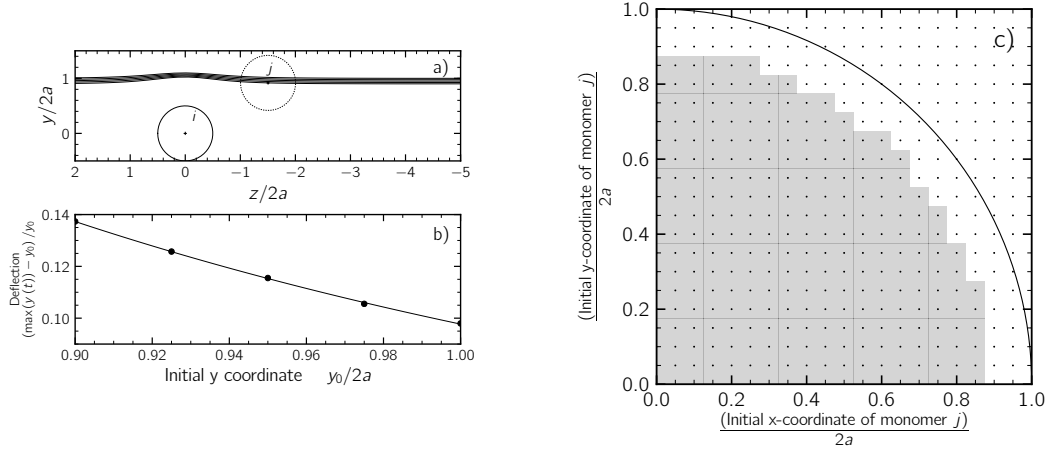 a)
j
i
y/2a
1
0
2 1 0 −1 −2 −3 −4 −5
z/2a
b)
Deflection
(max(y (t)) − y₀) /y₀
0.14
0.12
0.10
0.90 0.92 0.94 0.96 0.98 1.00
Initial y coordinate y₀/2a
c)
(Initial y-coordinate of monomer j)
2a
1.0
0.8
0.6
0.4
0.2
0.0
0.0 0.2 0.4 0.6 0.8 1.0
(Initial x-coordinate of monomer j)
2a